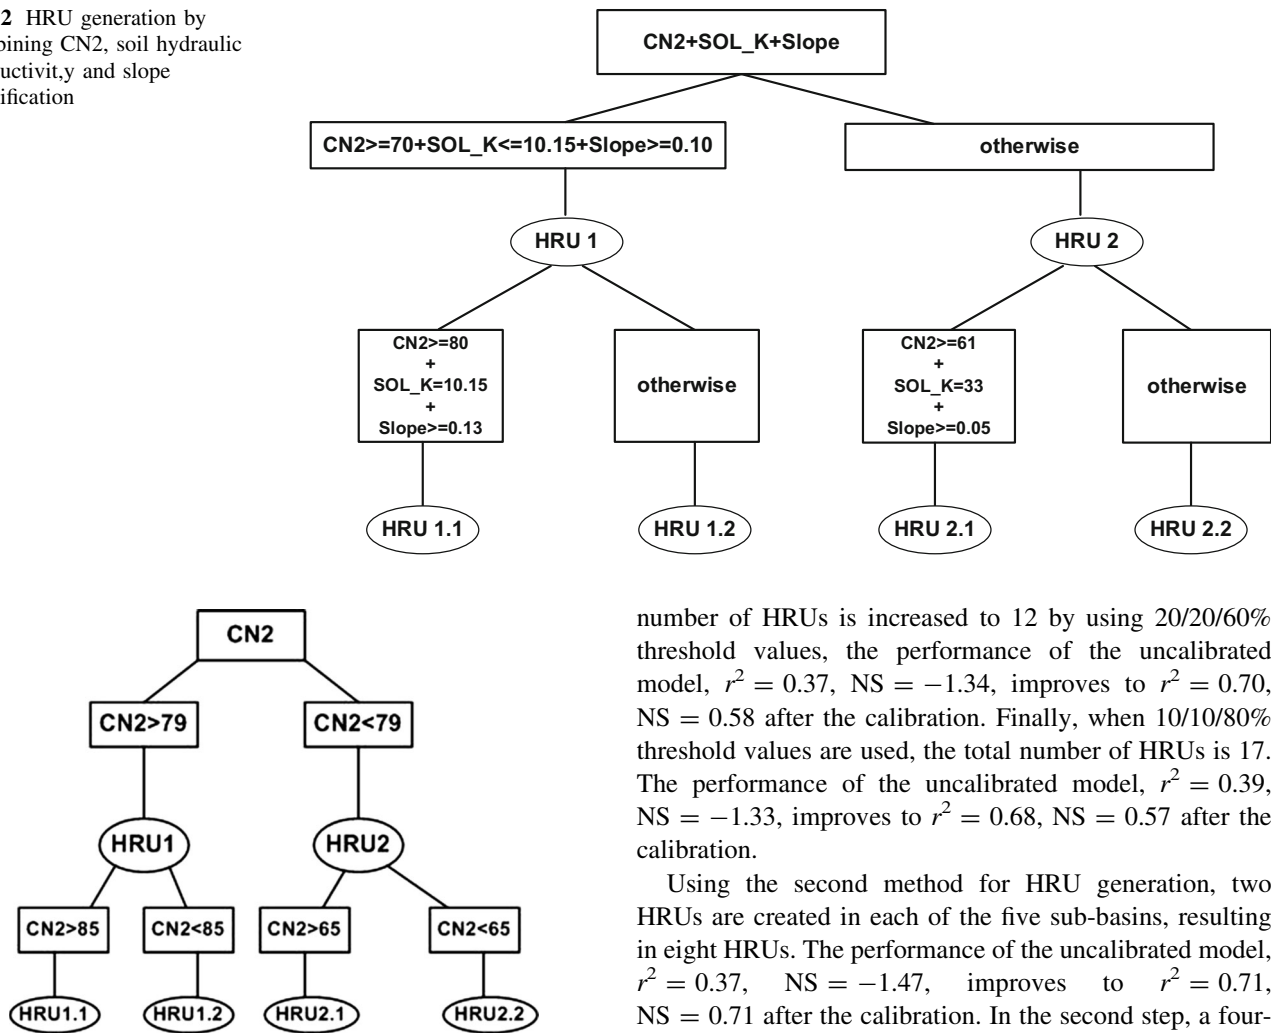 2 HRU generation by
CN2, soil hydraulic
and slope
CN2+SOL_K+Slope
CN2>=70+SOL_K<=10.15+Slope>=0.10
otherwise
HRU 1
HRU 2
CN2>=80
+
SOL_K=10.15
+
Slope>=0.13
otherwise
CN2>=61
+
SOL_K=33
+
Slope>=0.05
otherwise
HRU 1.1
HRU 1.2
HRU 2.1
HRU 2.2
CN2
CN2>79
CN2<79
HRU1
HRU2
CN2>85
CN2<85
CN2>65
CN2<65
HRU1.1
HRU1.2
HRU2.1
HRU2.2
number of HRUs is increased to 12 by using 20/20/60%
threshold values, the performance of the uncalibrated
model, r² = 0.37, NS = −1.34, improves to r² = 0.70,
NS = 0.58 after the calibration. Finally, when 10/10/80%
threshold values are used, the total number of HRUs is 17.
The performance of the uncalibrated model, r² = 0.39,
NS = −1.33, improves to r² = 0.68, NS = 0.57 after the
calibration.
Using the second method for HRU generation, two
HRUs are created in each of the five sub-basins, resulting
in eight HRUs. The performance of the uncalibrated model,
r² = 0.37, NS = −1.47, improves to r² = 0.71,
NS = 0.71 after the calibration. In the second step, a four-